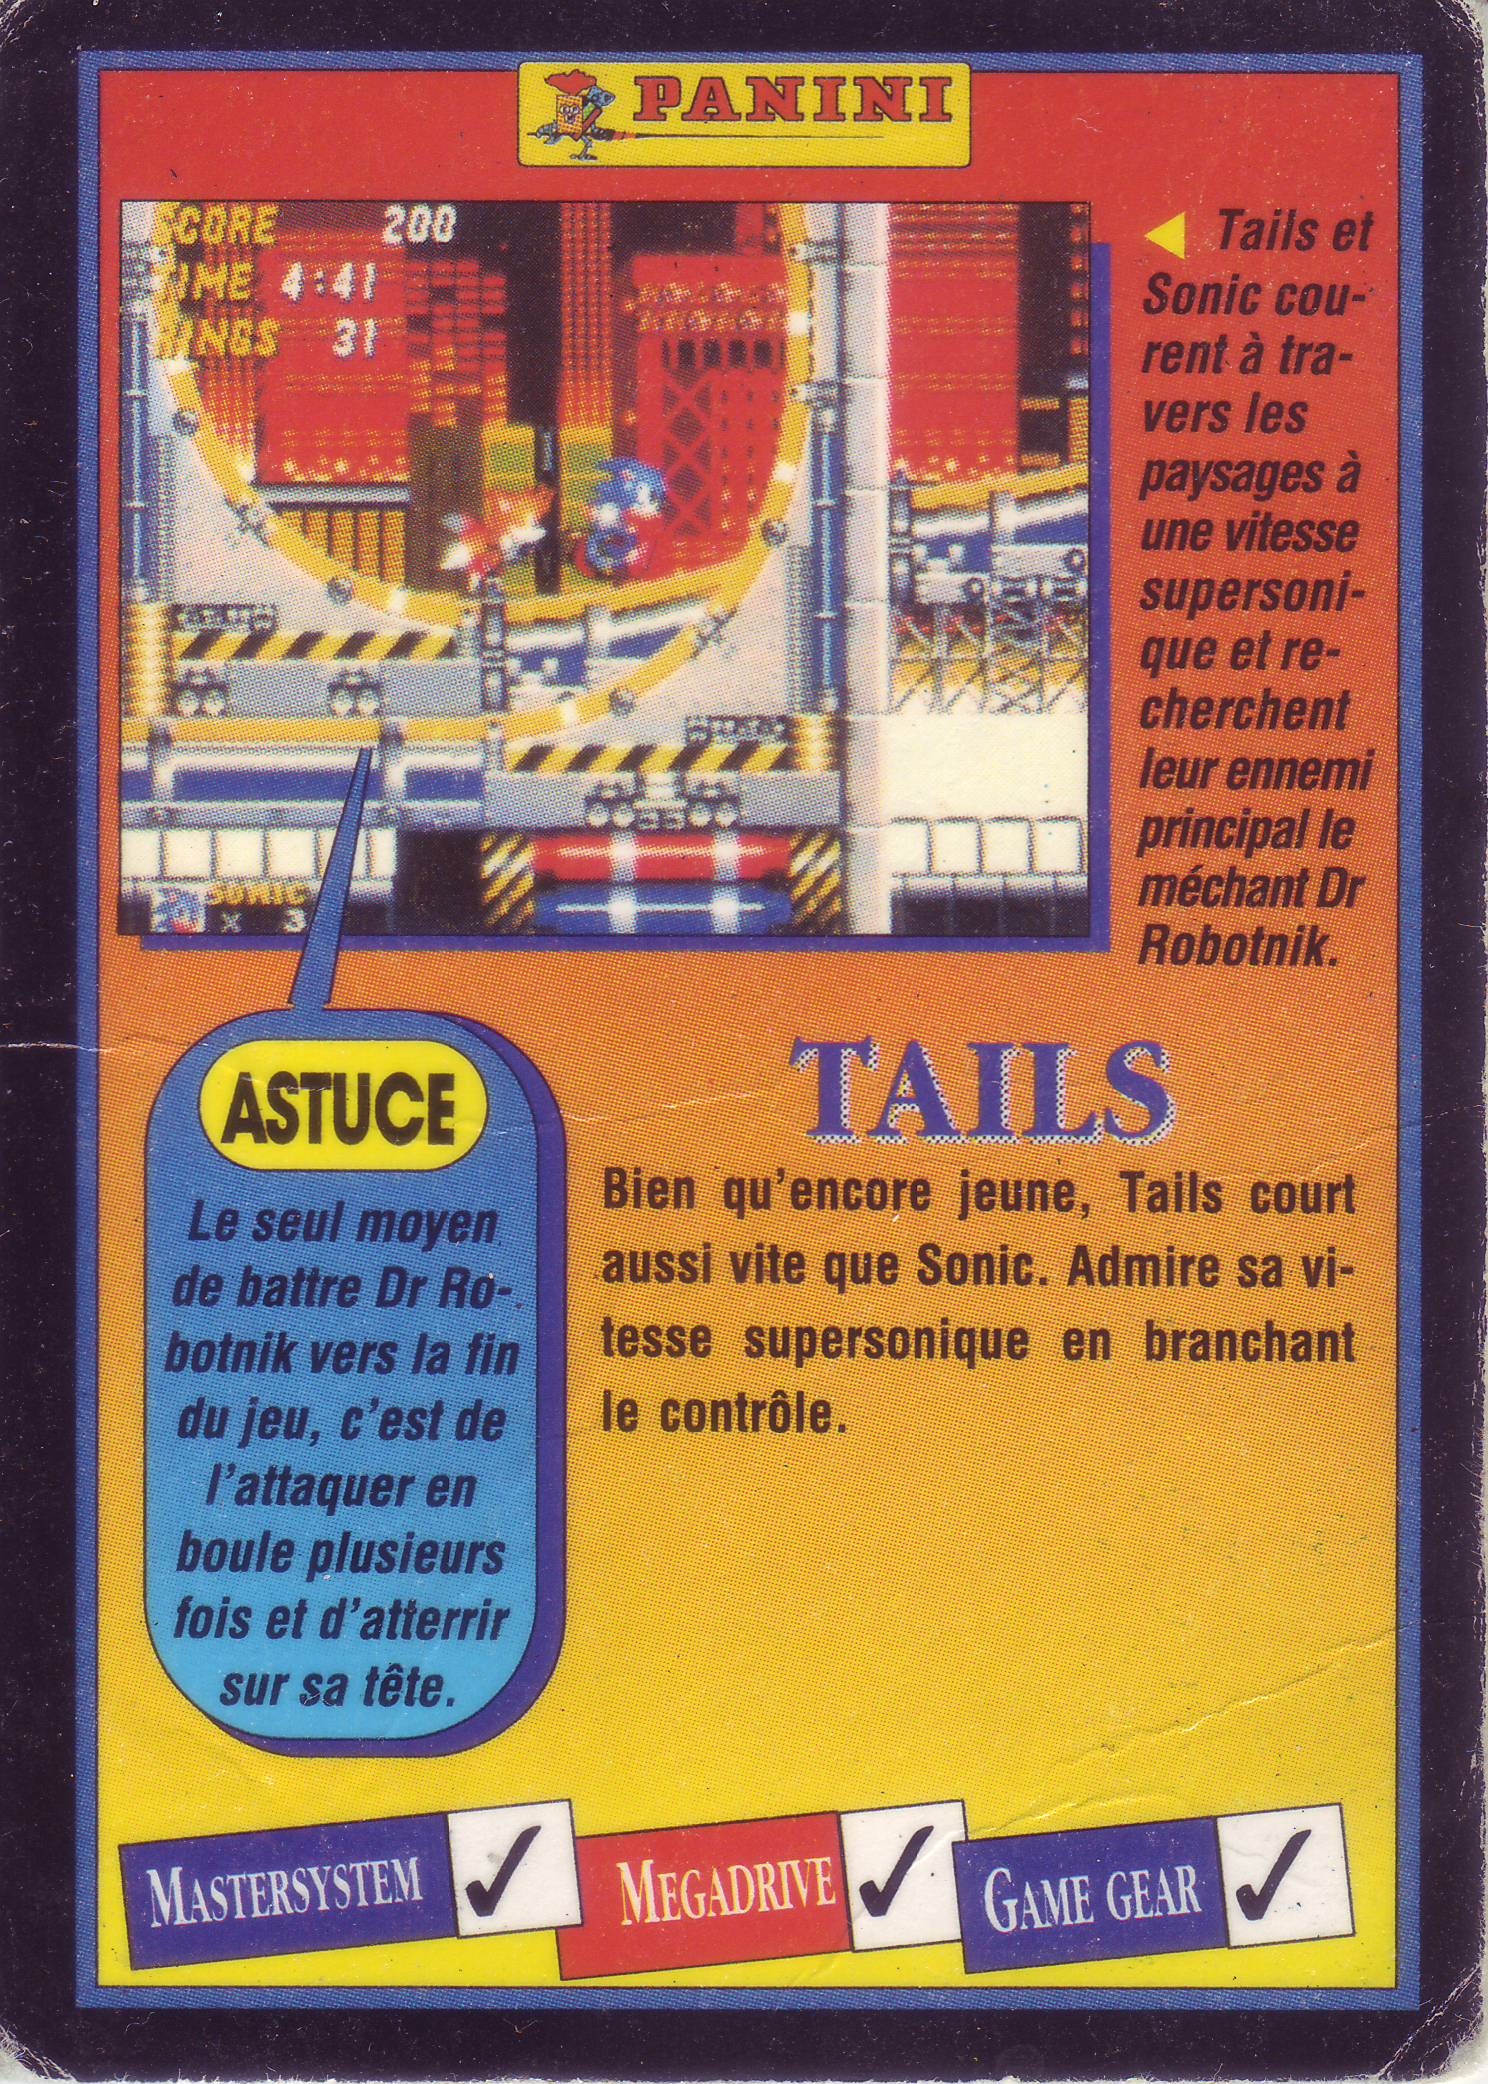 PANINI
SCORE 200
TIME 4:41
RINGS 31
SONIC
x 3
Tails et
Sonic cou-
rent à tra-
vers les
paysages à
une vitesse
supersoni-
que et re-
cherchent
leur ennemi
principal le
méchant Dr
Robotnik.
ASTUCE
Le seul moyen
de battre Dr Ro-
botnik vers la fin
du jeu, c'est de
l'attaquer en
boule plusieurs
fois et d'atterrir
sur sa tête.
TAILS
Bien qu'encore jeune, Tails court
aussi vite que Sonic. Admire sa vi-
tesse supersonique en branchant
le contrôle.
MASTERSYSTEM ✓ MEGADRIVE ✓ GAME GEAR ✓